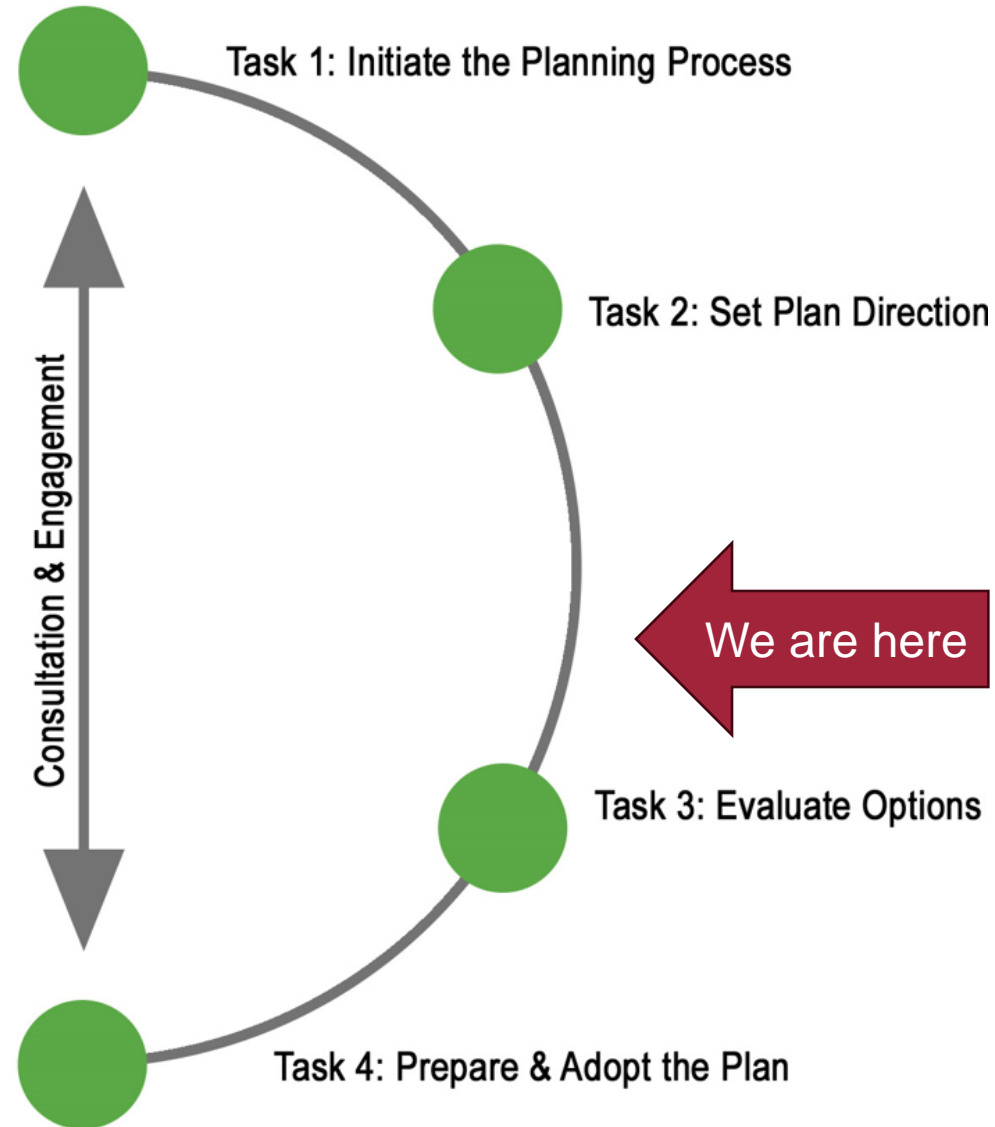 Task 1: Initiate the Planning Process
Task 2: Set Plan Direction
Consultation & Engagement
We are here
Task 3: Evaluate Options
Task 4: Prepare & Adopt the Plan